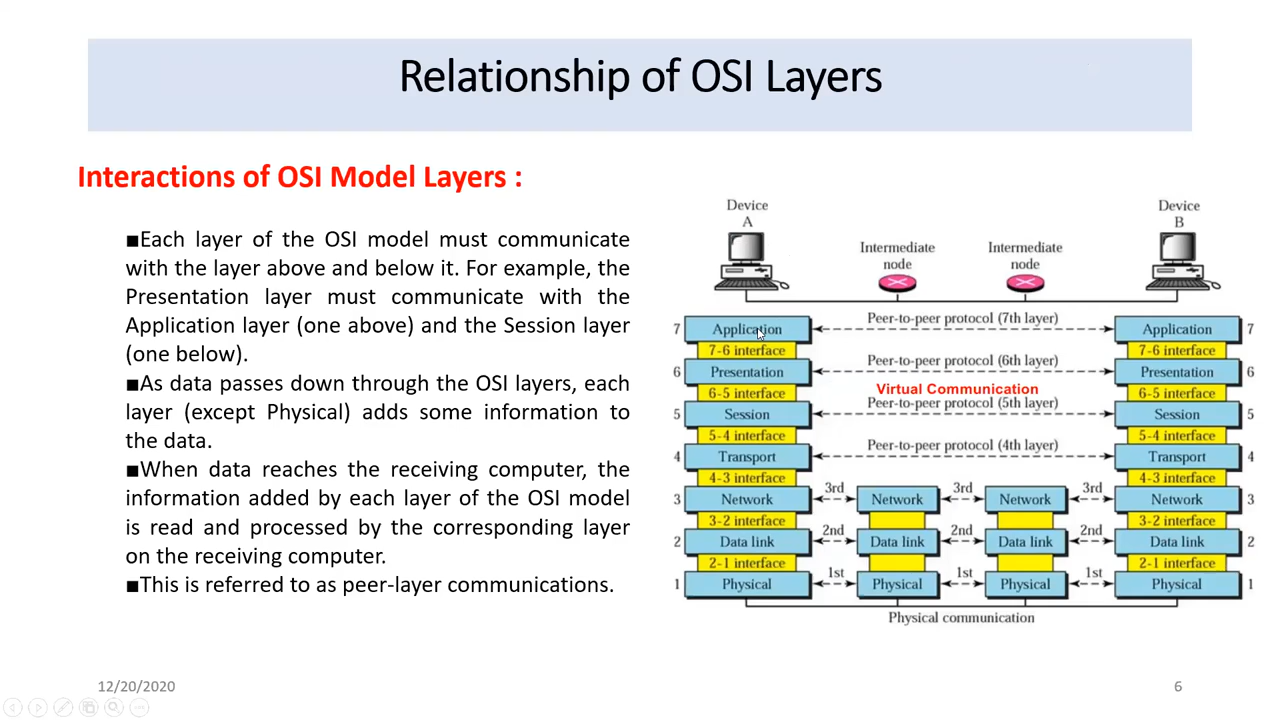 Relationship of OSI Layers
Interactions of OSI Model Layers :
■Each layer of the OSI model must communicate
with the layer above and below it. For example, the
Presentation layer must communicate with the
Application layer (one above) and the Session layer
(one below).
■As data passes down through the OSI layers, each
layer (except Physical) adds some information to
the data.
■When data reaches the receiving computer, the
information added by each layer of the OSI model
is read and processed by the corresponding layer
on the receiving computer.
■This is referred to as peer-layer communications.
Device
A
Device
B
Intermediate
node
Intermediate
node
7 Application Peer-to-peer protocol (7th layer) Application 7
7-6 interface 7-6 interface
6 Presentation Peer-to-peer protocol (6th layer) Presentation 6
6-5 interface Virtual Communication 6-5 interface
5 Session Peer-to-peer protocol (5th layer) Session 5
5-4 interface 5-4 interface
4 Transport Peer-to-peer protocol (4th layer) Transport 4
4-3 interface 4-3 interface
3 Network 3rd Network 3rd Network 3rd Network 3
3-2 interface 3-2 interface
2 Data link 2nd Data link 2nd Data link 2nd Data link 2
2-1 interface 2-1 interface
1 Physical 1st Physical 1st Physical 1st Physical 1
Physical communication
12/20/2020
6